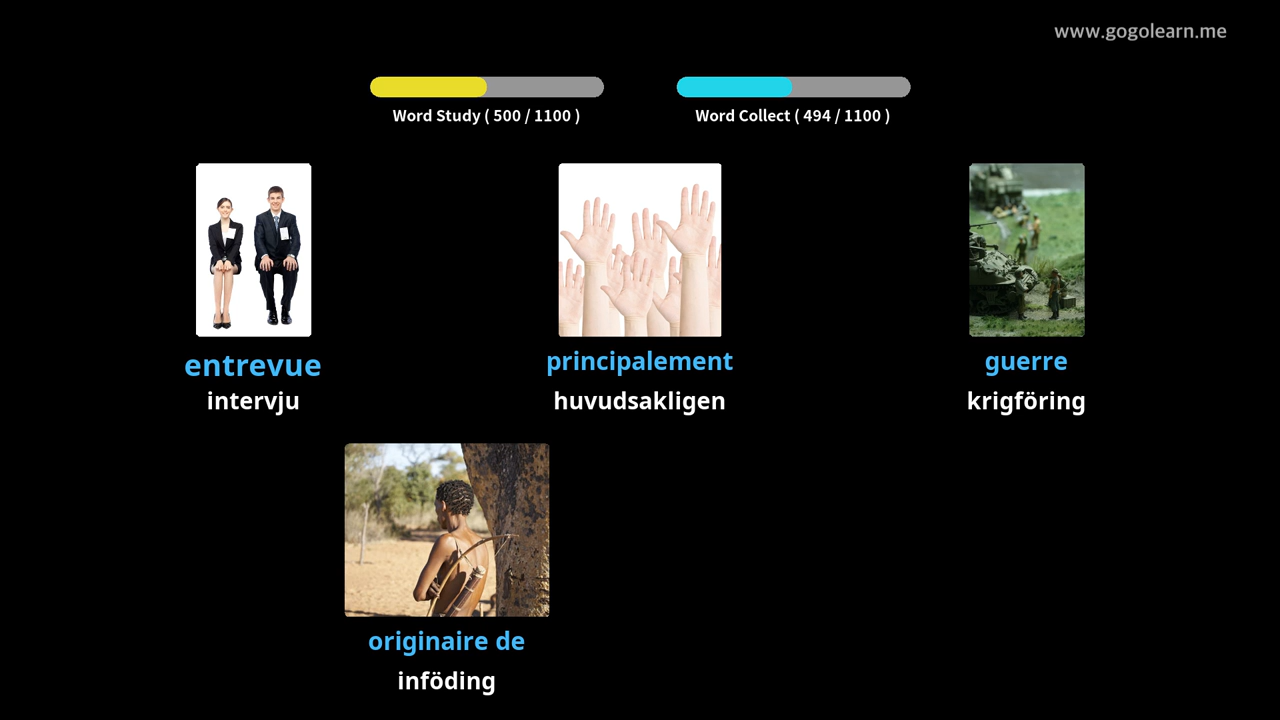 www.gogolearn.me
Word Study ( 500 / 1100 )
Word Collect ( 494 / 1100 )
entrevue
intervju
principalement
huvudsakligen
guerre
krigföring
originaire de
inföding